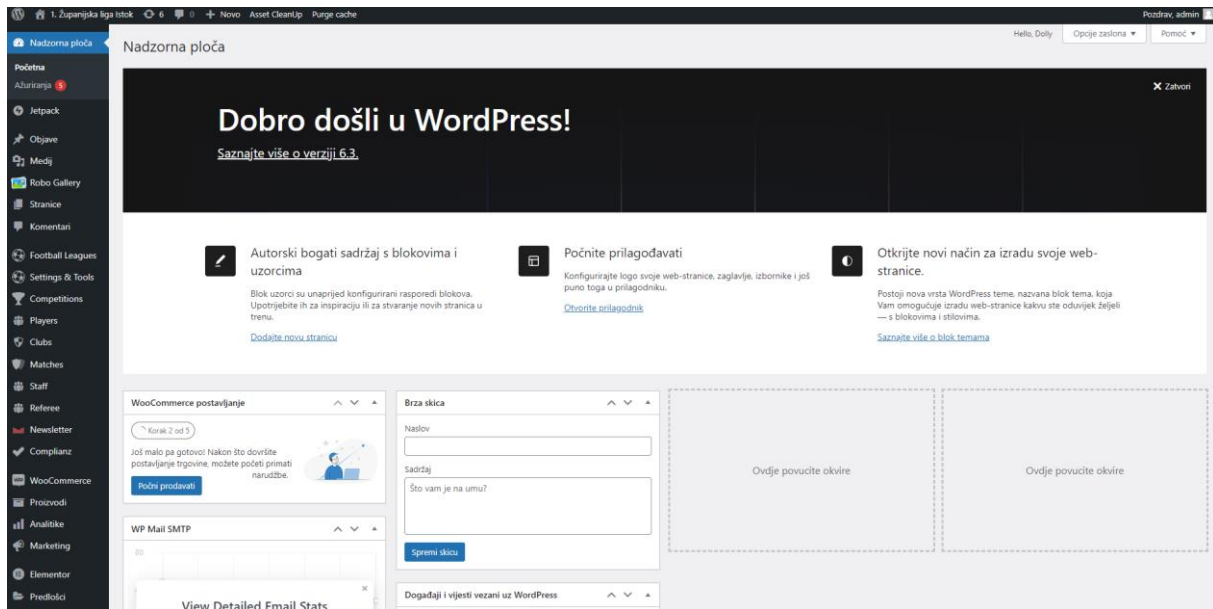 1. Županijska liga Istok 6 0 + Novo Asset CleanUp Purge cache Pozdrav, admin
Nadzorna ploča
Početna
Ažuriranja 5
Jetpack
Objave
Medij
Robo Gallery
Stranice
Komentari
Football Leagues
Settings & Tools
Competitions
Players
Clubs
Matches
Staff
Referee
Newsletter
Complianz
WooCommerce
Proizvodi
Analitike
Marketing
Elementor
Predlošci
Nadzorna ploča
Hello, Dolly Opcije zaslona Pomoć
Zatvori
Dobro došli u WordPress!
Saznajte više o verziji 6.3.
Autorski bogati sadržaj s blokovima i
uzorcima
Blok uzorci su unaprijed konfigurirani rasporedi blokova.
Upotrijebite ih za inspiraciju ili za stvaranje novih stranica u
trenu.
Dodajte novu stranicu
Počnite prilagođavati
Konfigurirajte logo svoje web-stranice, zaglavlje, izbornike i još
puno toga u prilagodniku.
Otvorite prilagodnik
Otkrijte novi način za izradu svoje web-
stranice.
Postoji nova vrsta WordPress teme, nazvana blok tema, koja
Vam omogućuje izradu web-stranice kakvu ste oduvijek željeli
— s blokovima i stilovima.
Saznajte više o blok temama
WooCommerce postavljanje
Korak 2 od 5
Još malo pa gotovo! Nakon što dovršite
postavljanje trgovine, možete početi primati
narudžbe.
Počni prodavati
WP Mail SMTP
60
View Detailed Email Stats
Brza skica
Naslov
Sadržaj
Što vam je na umu?
Spremi skicu
Događaji i vijesti vezani uz WordPress
Ovdje povucite okvire
Ovdje povucite okvire